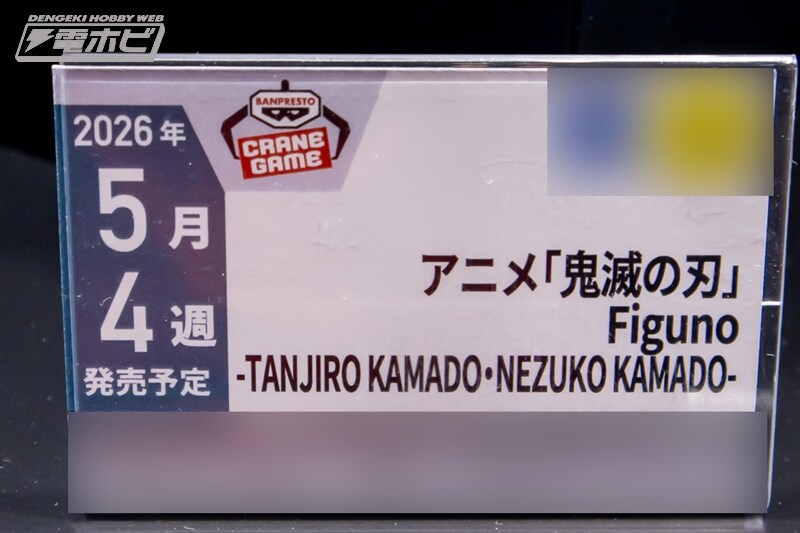 DENGEKI HOBBY WEB
電ホビ
2026年
5月
4週
発売予定
BANPRESTO
CRANE
GAME
アニメ「鬼滅の刃」
Figuno
-TANJIRO KAMADO・NEZUKO KAMADO-